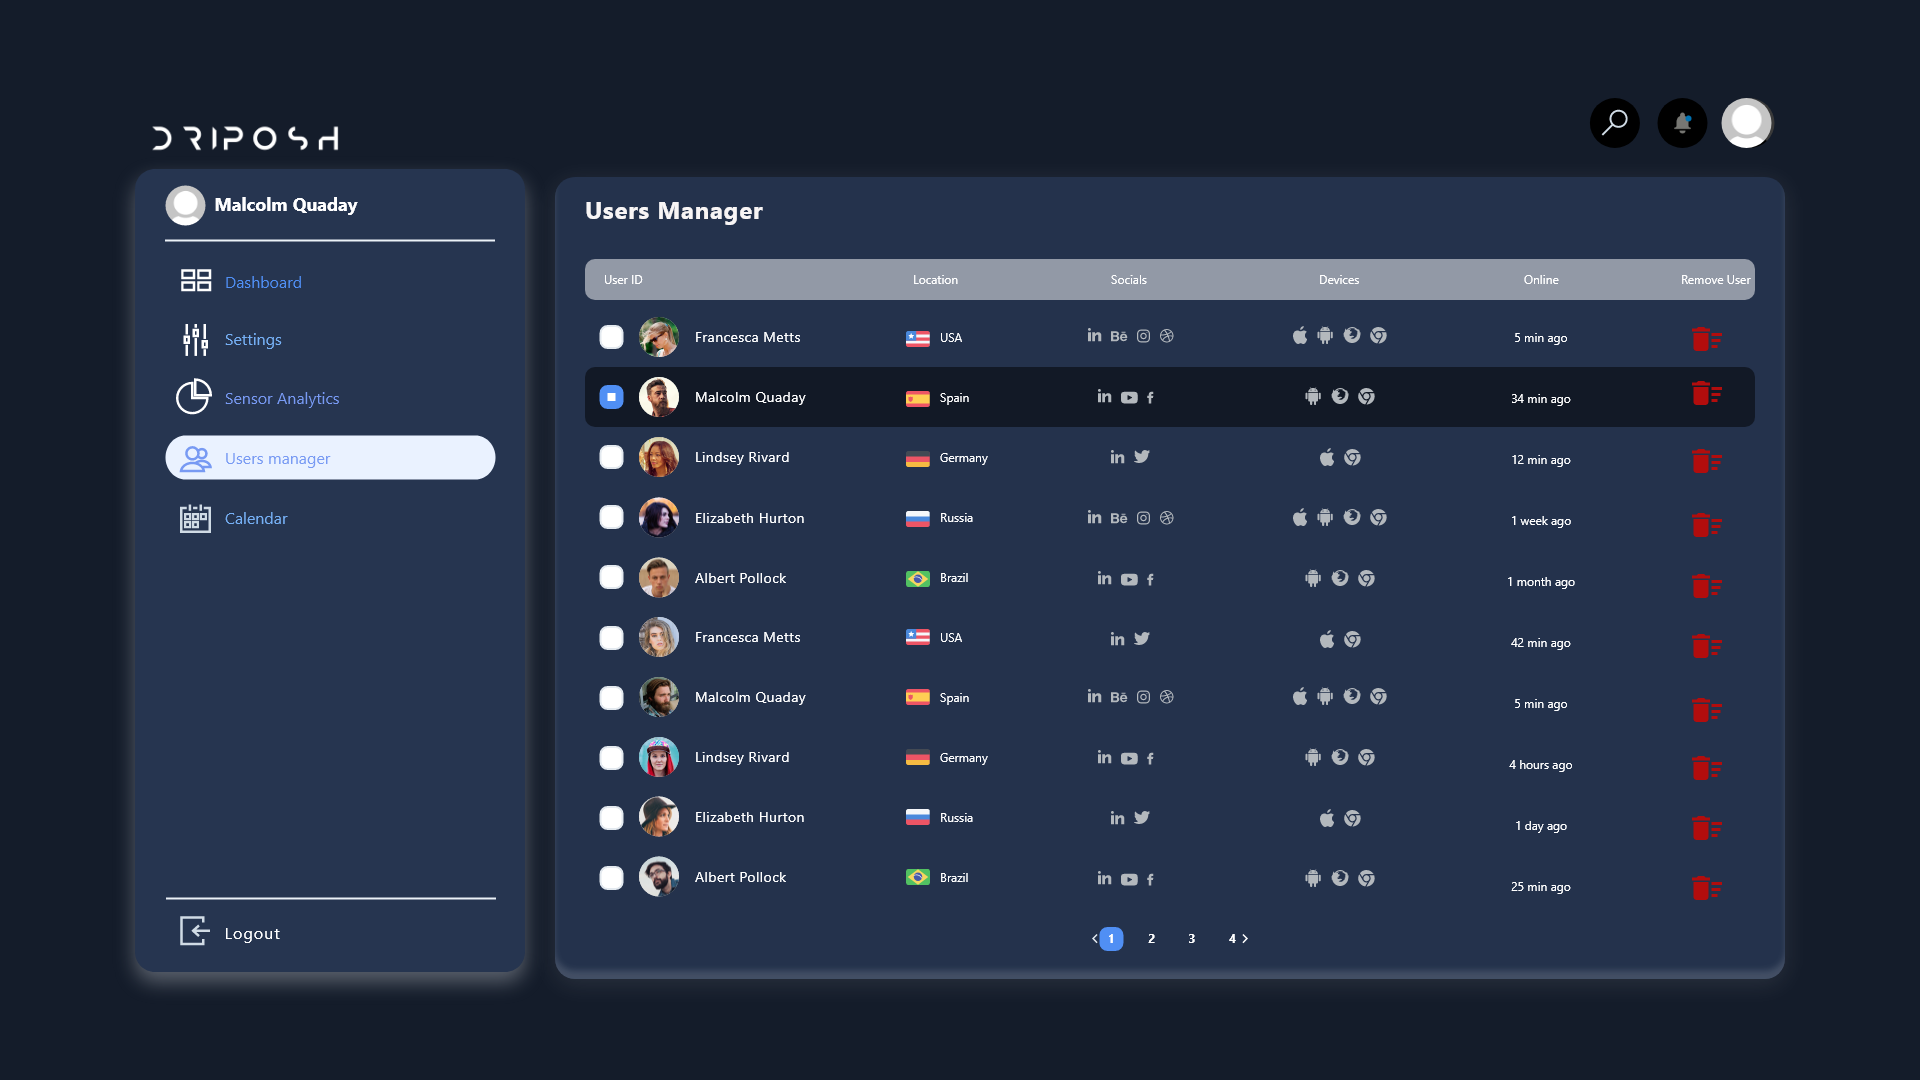 DRIPOSH
Malcolm Quaday
Dashboard
Settings
Sensor Analytics
Users manager
Calendar
Logout
Users Manager
User ID Location Socials Devices Online Remove User
Francesca Metts USA in Bē 5 min ago
Malcolm Quaday Spain in f 34 min ago
Lindsey Rivard Germany in 12 min ago
Elizabeth Hurton Russia in Bē 1 week ago
Albert Pollock Brazil in f 1 month ago
Francesca Metts USA in 42 min ago
Malcolm Quaday Spain in Bē 5 min ago
Lindsey Rivard Germany in f 4 hours ago
Elizabeth Hurton Russia in 1 day ago
Albert Pollock Brazil in f 25 min ago
< 1 2 3 4 >